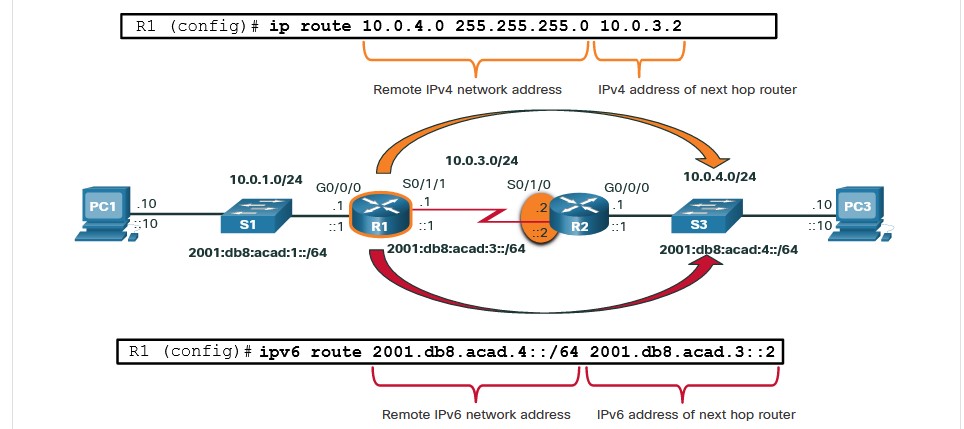 R1 (config)# ip route 10.0.4.0 255.255.255.0 10.0.3.2
Remote IPv4 network address
IPv4 address of next hop router
10.0.3.0/24
10.0.1.0/24
10.0.4.0/24
G0/0/0
S0/1/1
S0/1/0
G0/0/0
PC1
.10
::10
S1
.1
::1
R1
.1
::1
.2
::2
R2
.1
::1
S3
.10
::10
PC3
2001:db8:acad:1::/64
2001:db8:acad:3::/64
2001:db8:acad:4::/64
R1 (config)# ipv6 route 2001.db8.acad.4::/64 2001.db8.acad.3::2
Remote IPv6 network address
IPv6 address of next hop router